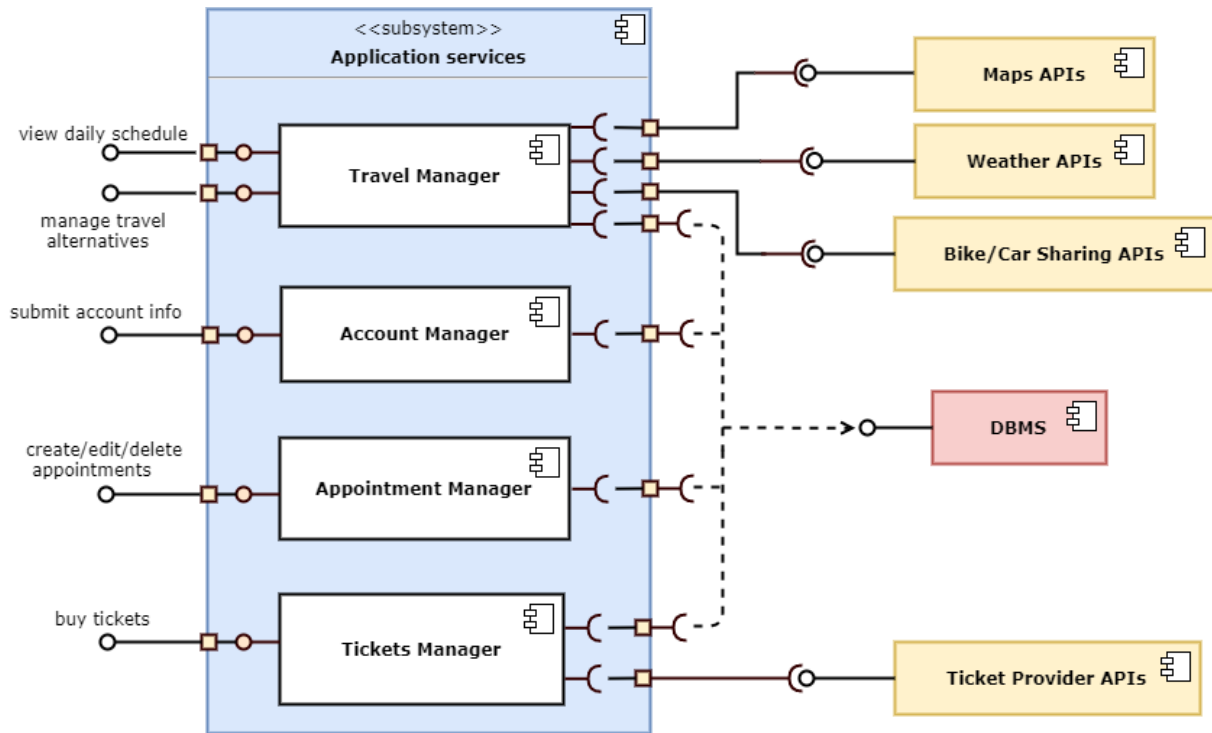 <<subsystem>>
Application services
Maps APIs
view daily schedule
Travel Manager
Weather APIs
manage travel
alternatives
Bike/Car Sharing APIs
submit account info
Account Manager
DBMS
create/edit/delete
appointments
Appointment Manager
buy tickets
Tickets Manager
Ticket Provider APIs